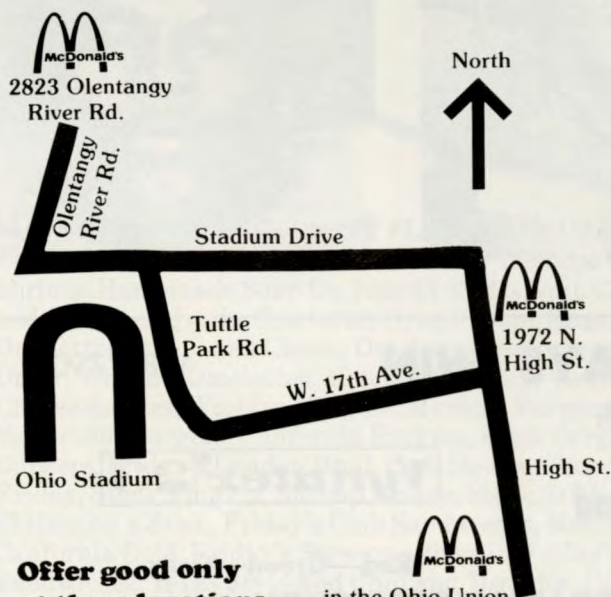 McDonald's
2823 Olentangy
River Rd.
North
Olentangy
River Rd.
Stadium Drive
McDonald's
1972 N.
High St.
Tuttle
Park Rd.
W. 17th Ave.
Ohio Stadium
High St.
McDonald's
in the Ohio Union
Offer good only